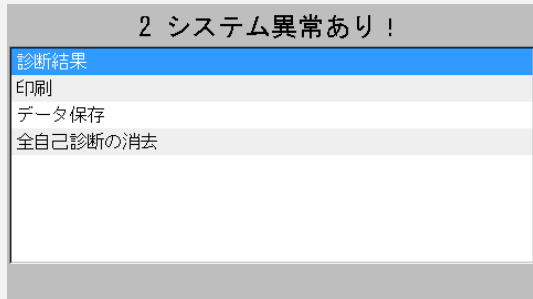 2 システム異常あり!
診断結果
印刷
データ保存
全自己診断の消去